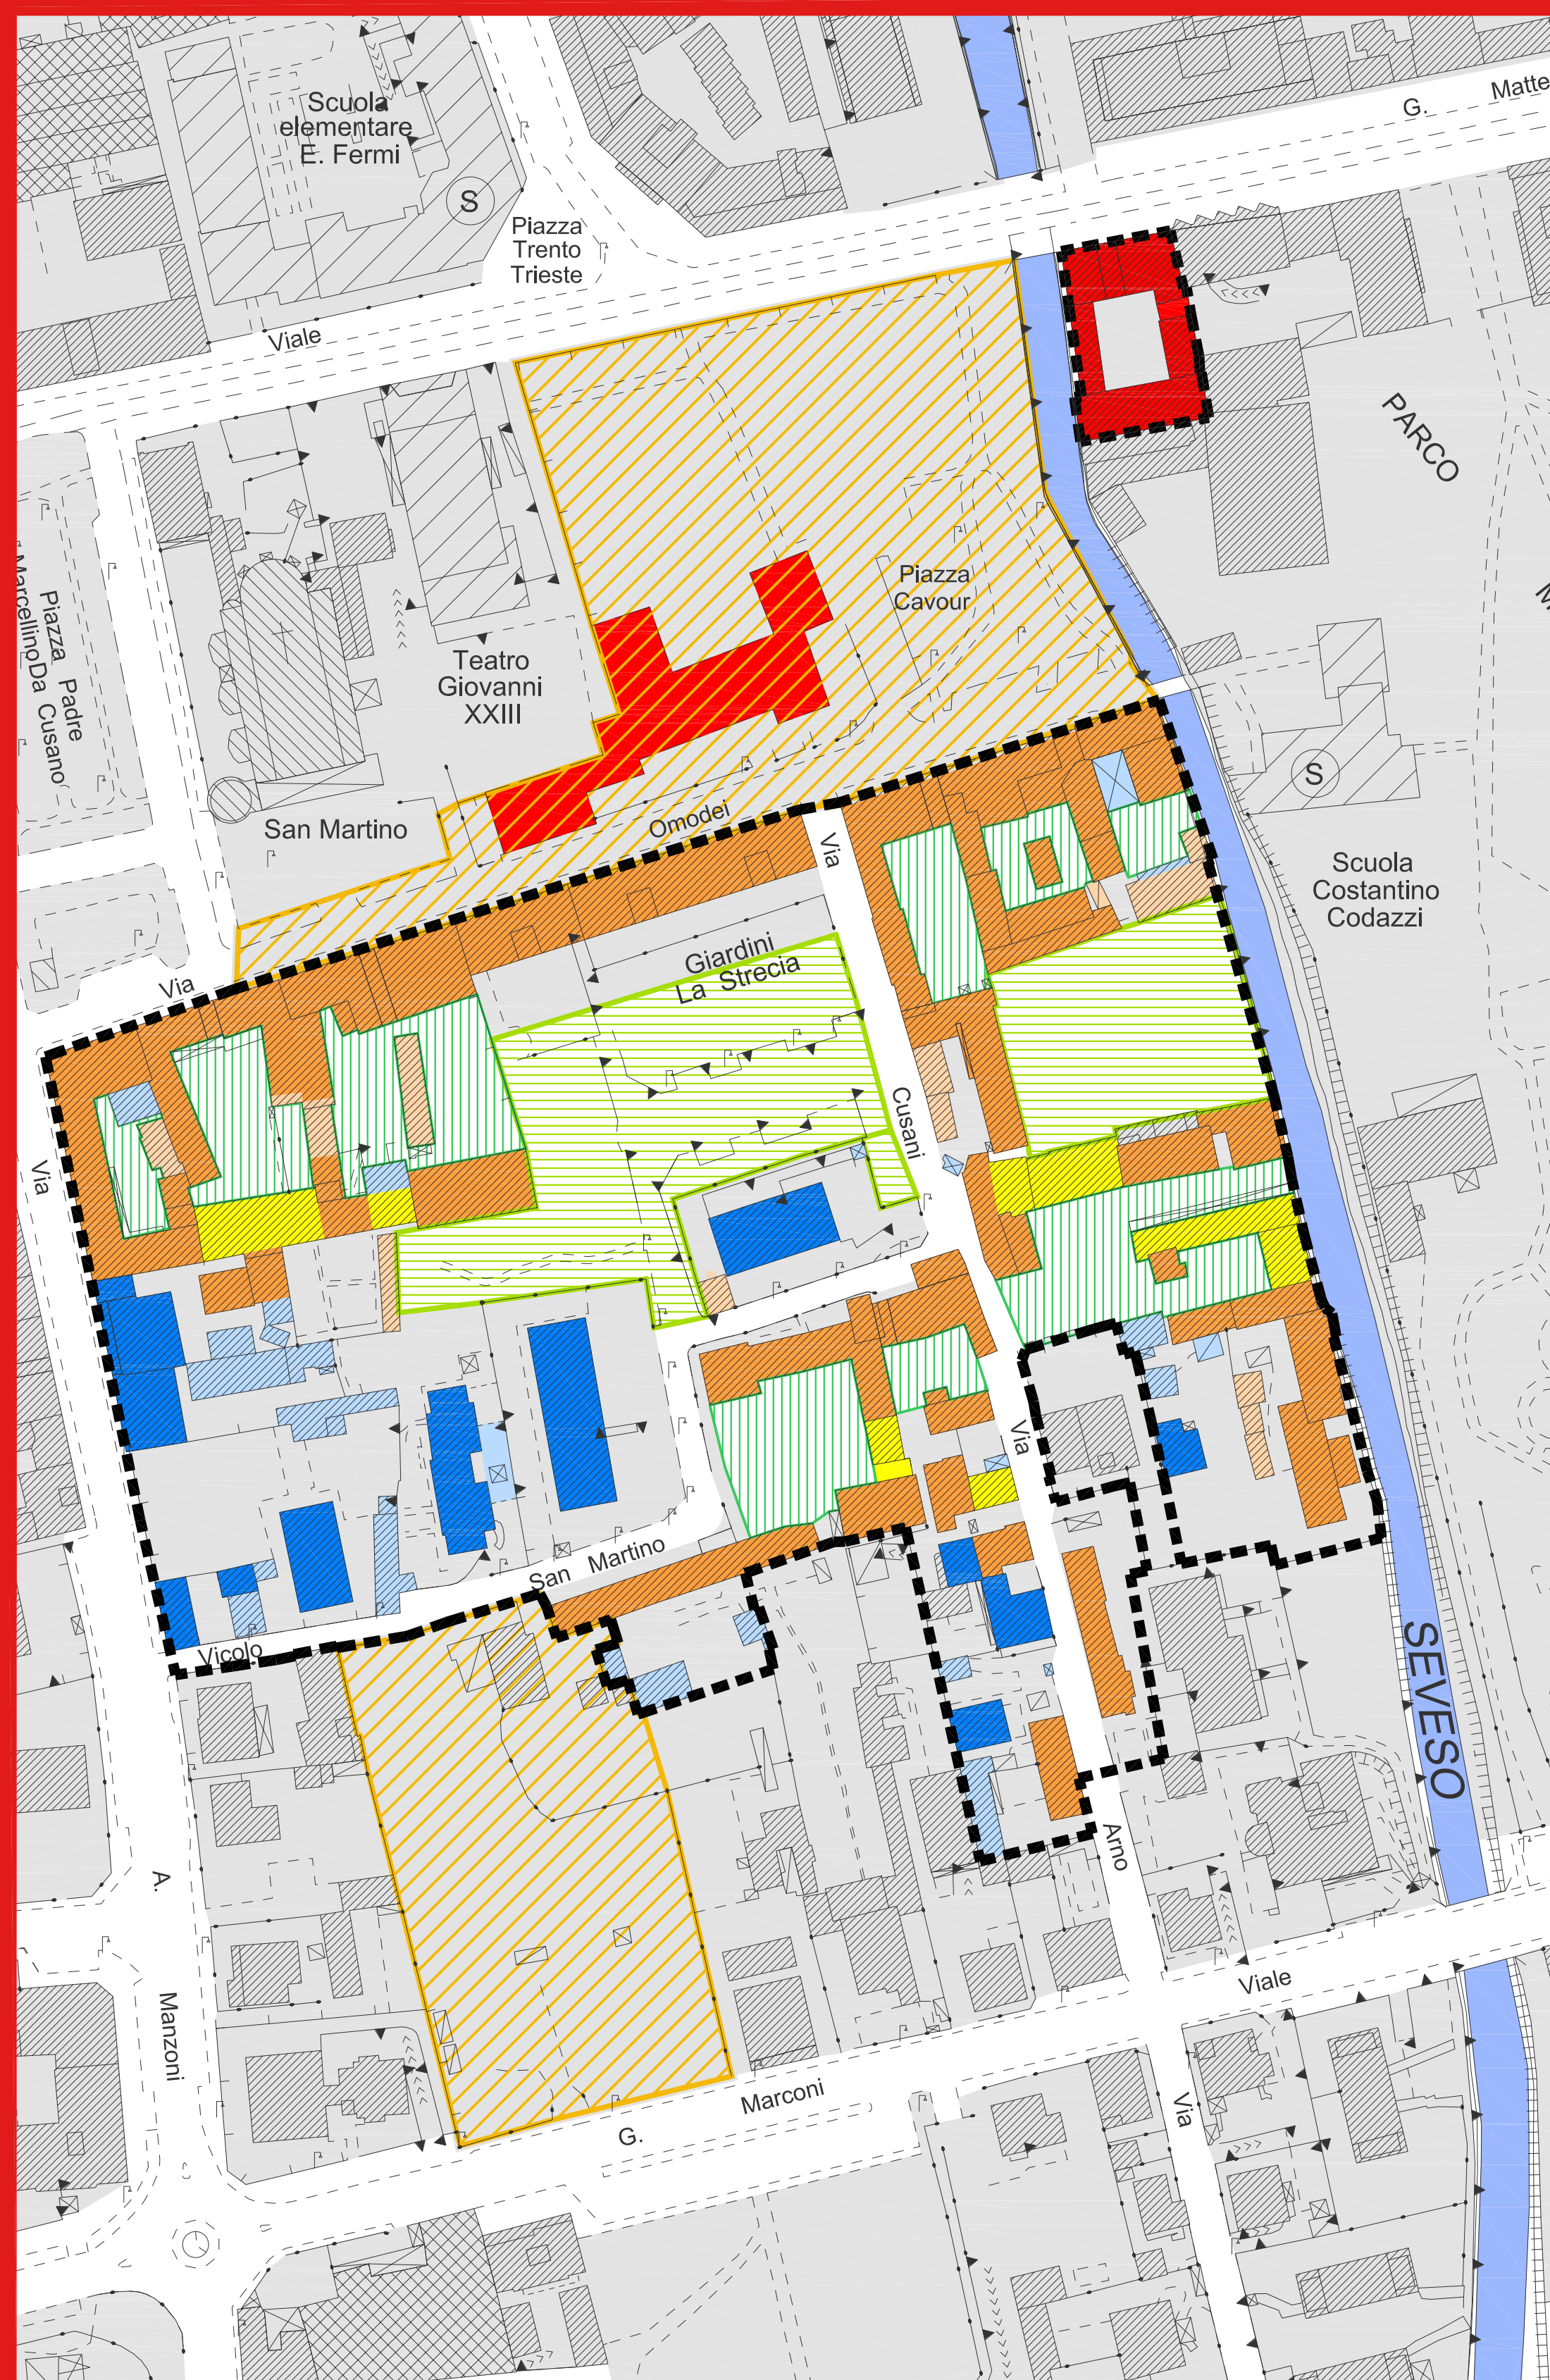 G.
Matte
Scuola
elementare
E. Fermi
S
Piazza
Trento
Trieste
Viale
PARCO
Piazza
Cavour
Piazza Padre
MarcellinoDa Cusano
Teatro
Giovanni
XXIII
S
San Martino
Omodei
Via
Scuola
Costantino
Codazzi
Giardini
La Strecia
Via
Via
Cusani
Via
San Martino
Vicolo
SEVESO
Arno
A.
Manzoni
Viale
Marconi
G.
Via